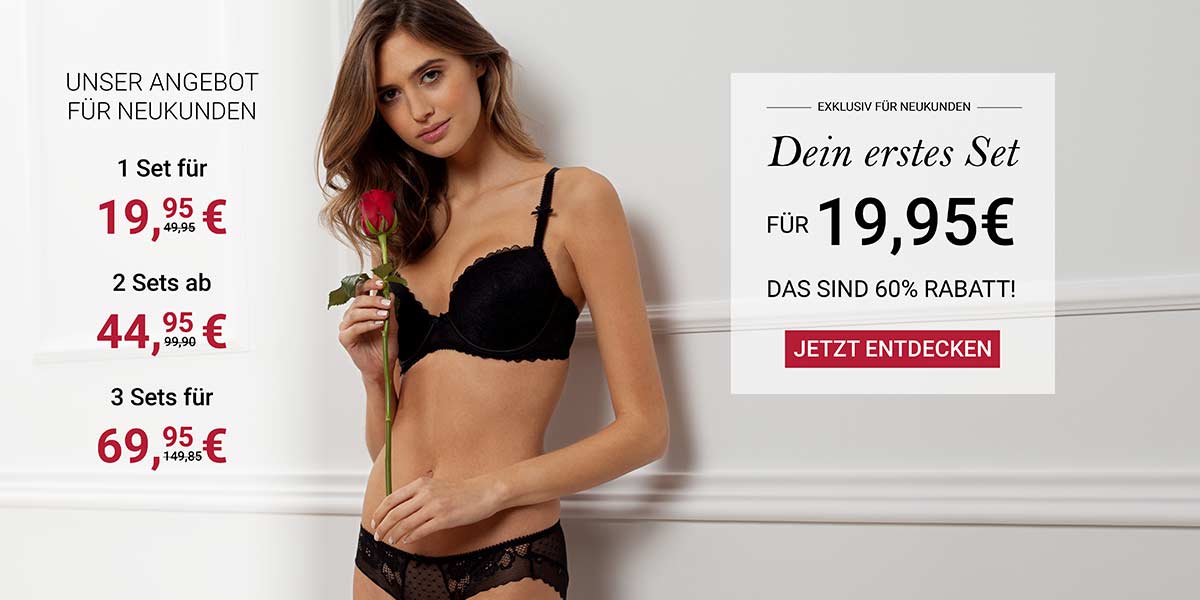 UNSER ANGEBOT
FÜR NEUKUNDEN
1 Set für
19,95 €
49,95
2 Sets ab
44,95 €
99,90
3 Sets für
69,95 €
149,85
EXKLUSIV FÜR NEUKUNDEN
Dein erstes Set
FÜR 19,95€
DAS SIND 60% RABATT!
JETZT ENTDECKEN